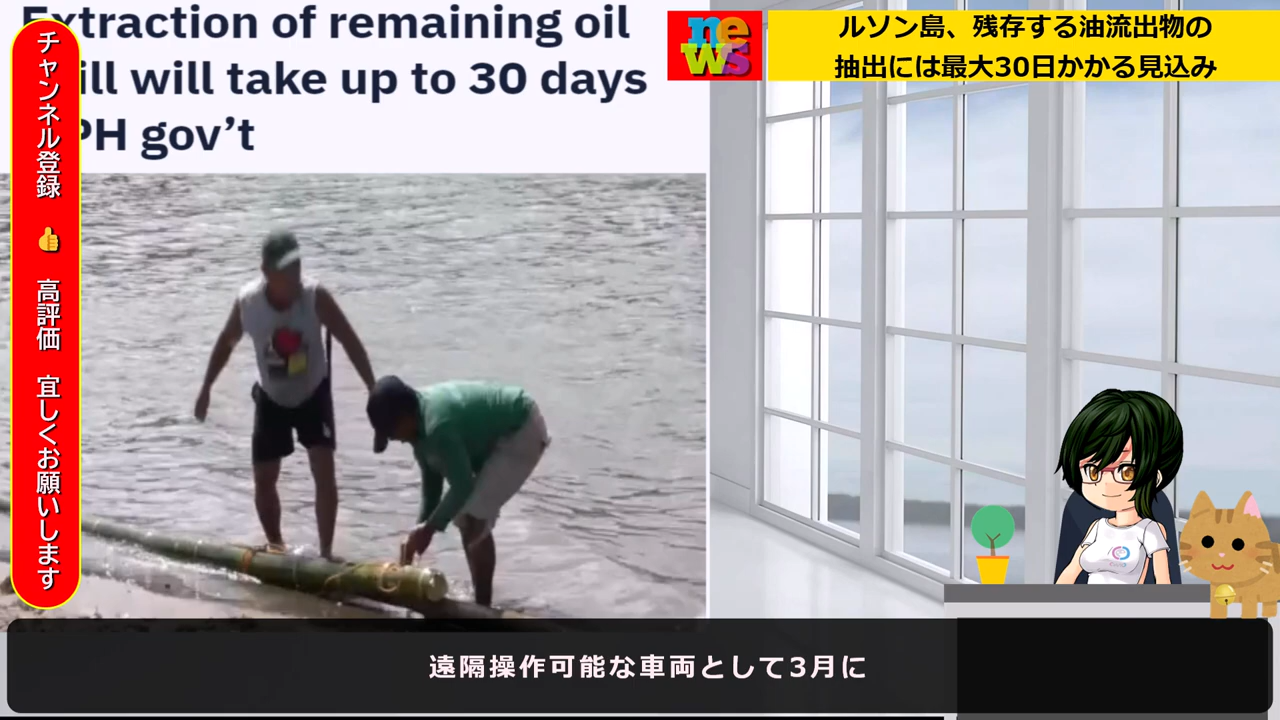 Extraction of remaining oil
ill will take up to 30 days
PH gov't
チャンネル登録 👍 高評価 宜しくお願いします
news
ルソン島、残存する油流出物の
抽出には最大30日かかる見込み
遠隔操作可能な車両として3月に